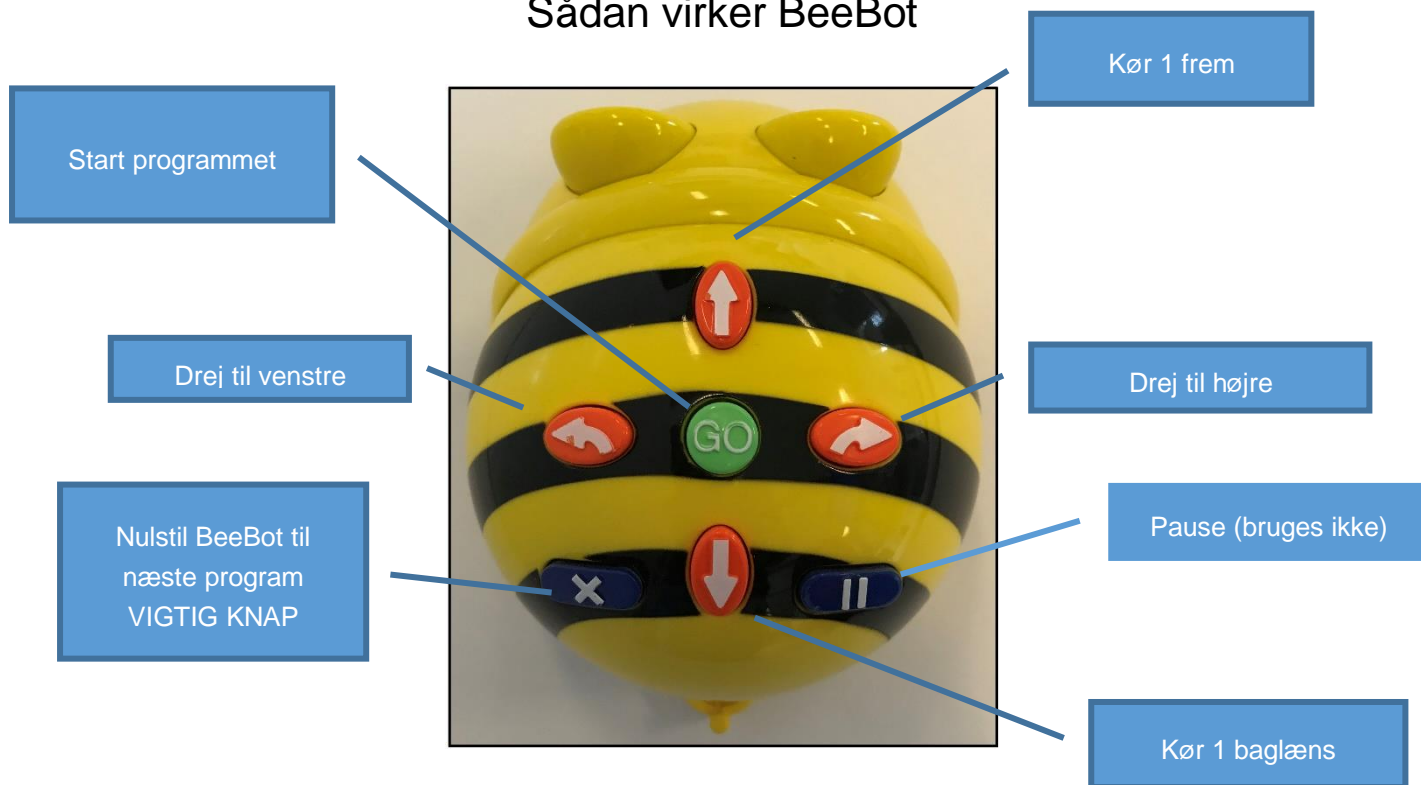 Sådan virker BeeBot
Kør 1 frem
Start programmet
Drej til venstre
GO
Drej til højre
Nulstil BeeBot til
næste program
VIGTIG KNAP
Pause (bruges ikke)
Kør 1 baglæns